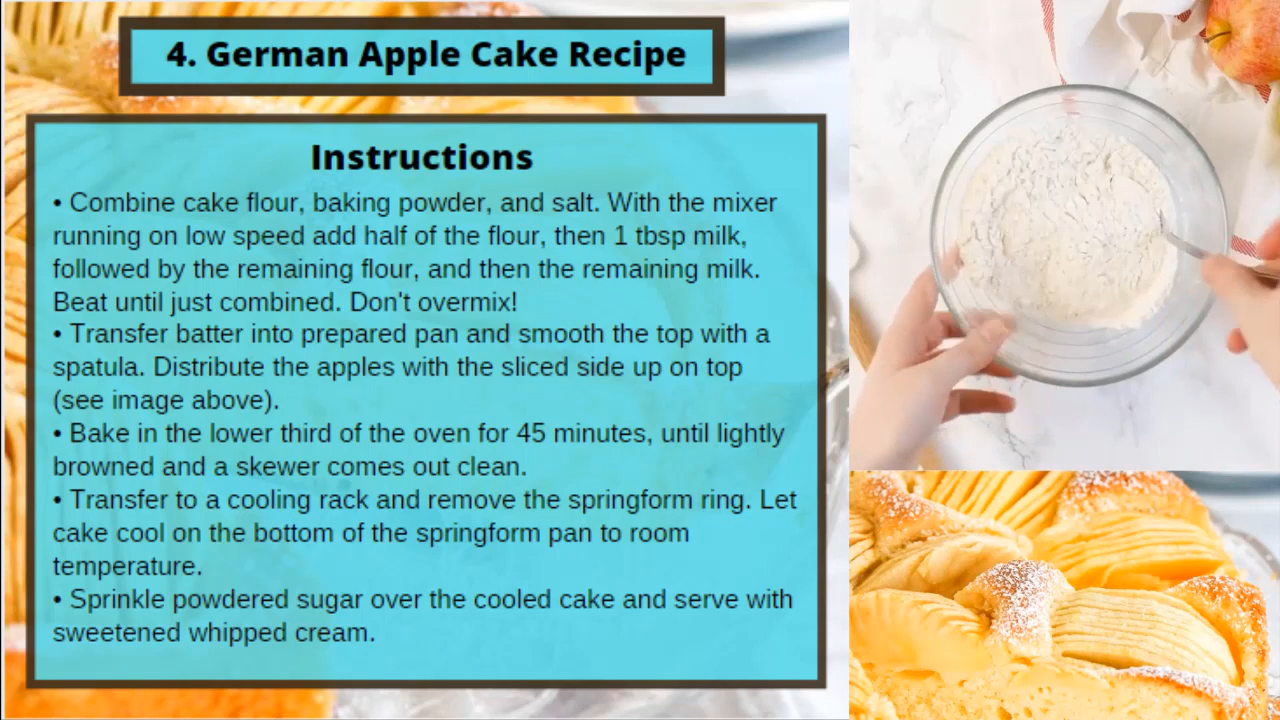 4. German Apple Cake Recipe
Instructions
• Combine cake flour, baking powder, and salt. With the mixer
running on low speed add half of the flour, then 1 tbsp milk,
followed by the remaining flour, and then the remaining milk.
Beat until just combined. Don't overmix!
• Transfer batter into prepared pan and smooth the top with a
spatula. Distribute the apples with the sliced side up on top
(see image above).
• Bake in the lower third of the oven for 45 minutes, until lightly
browned and a skewer comes out clean.
• Transfer to a cooling rack and remove the springform ring. Let
cake cool on the bottom of the springform pan to room
temperature.
• Sprinkle powdered sugar over the cooled cake and serve with
sweetened whipped cream.